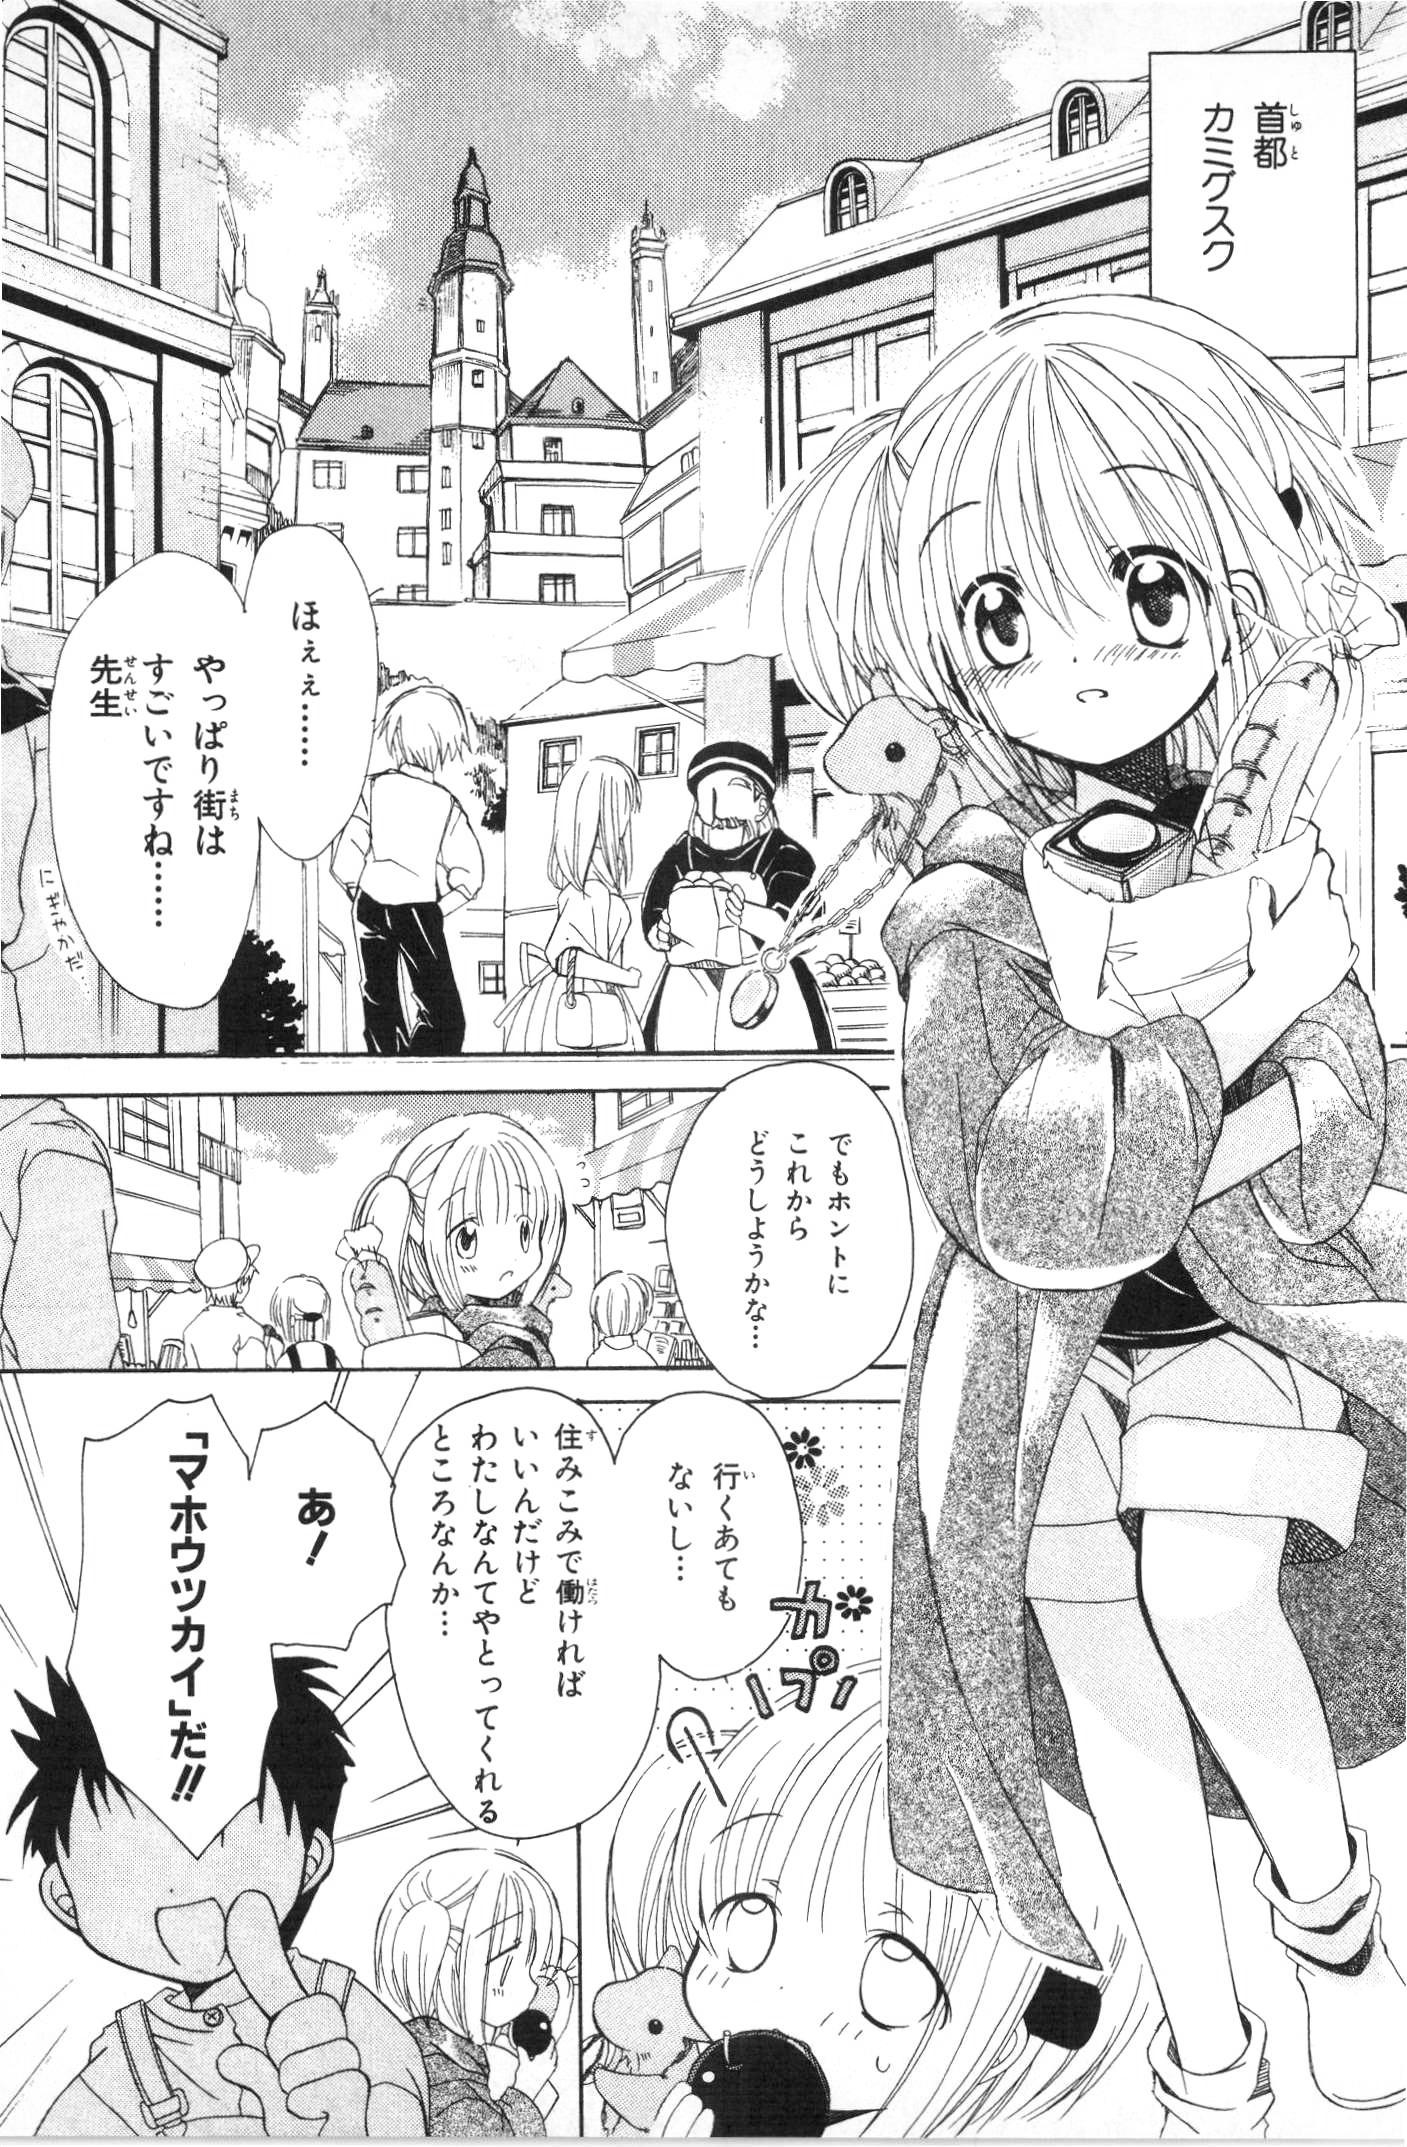 首都
カミグスク
ほぇぇ……
やっぱり街は
すごいですね……
先生
にぎやかだ.
でもホントに
これから
どうしようかな…
行くあても
ないし…
住みこみで働ければ
いいんだけど
わたしなんてやとってくれる
ところなんか…
カプ
あ!
「マホウツカイ」だ!!